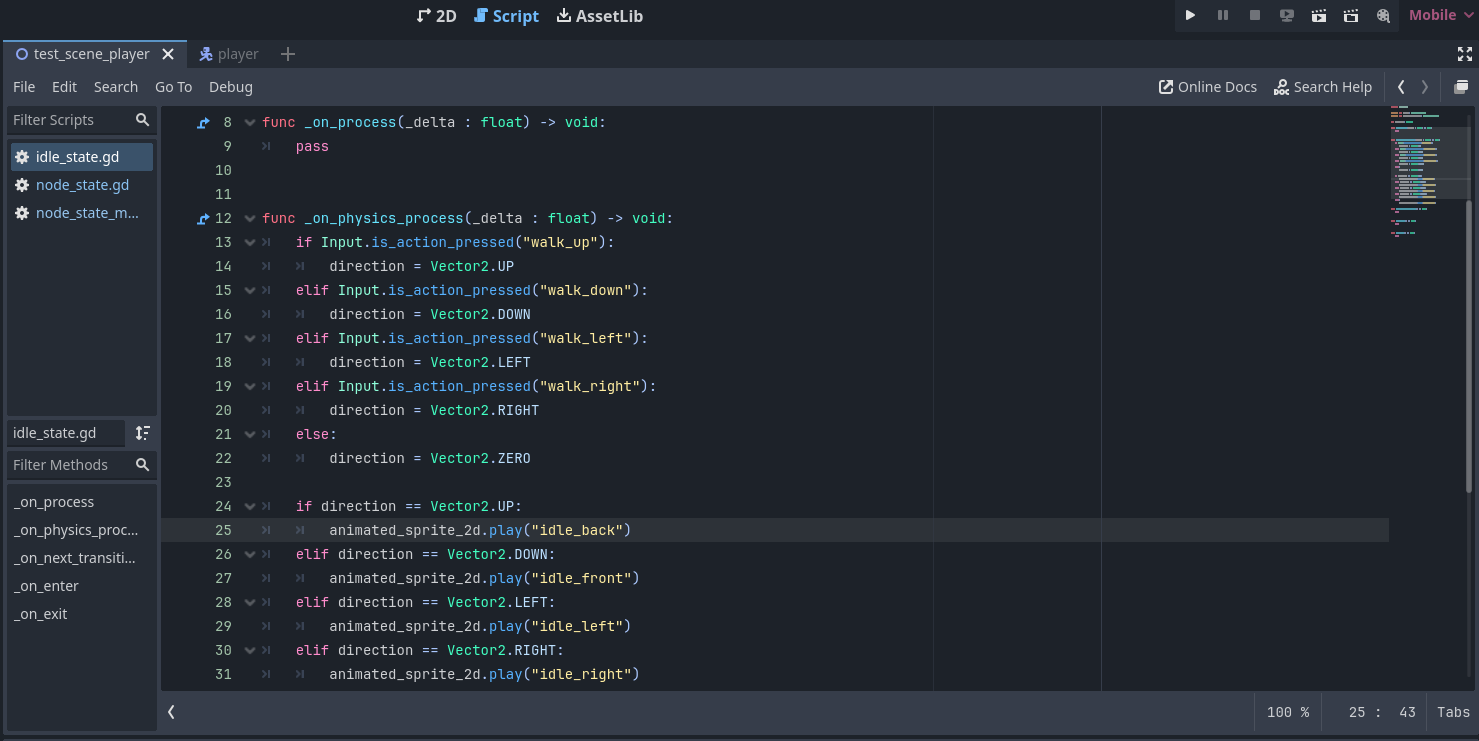 2D Script AssetLib Mobile
test_scene_player player
File Edit Search Go To Debug Online Docs Search Help
Filter Scripts
idle_state.gd
node_state.gd
node_state_m...
idle_state.gd
Filter Methods
_on_process
_on_physics_proc...
_on_next_transiti...
_on_enter
_on_exit
8 func _on_process(_delta : float) -> void:
9 pass
10
11
12 func _on_physics_process(_delta : float) -> void:
13 if Input.is_action_pressed("walk_up"):
14 direction = Vector2.UP
15 elif Input.is_action_pressed("walk_down"):
16 direction = Vector2.DOWN
17 elif Input.is_action_pressed("walk_left"):
18 direction = Vector2.LEFT
19 elif Input.is_action_pressed("walk_right"):
20 direction = Vector2.RIGHT
21 else:
22 direction = Vector2.ZERO
23
24 if direction == Vector2.UP:
25 animated_sprite_2d.play("idle_back")
26 elif direction == Vector2.DOWN:
27 animated_sprite_2d.play("idle_front")
28 elif direction == Vector2.LEFT:
29 animated_sprite_2d.play("idle_left")
30 elif direction == Vector2.RIGHT:
31 animated_sprite_2d.play("idle_right")
100 % 25 : 43 Tabs